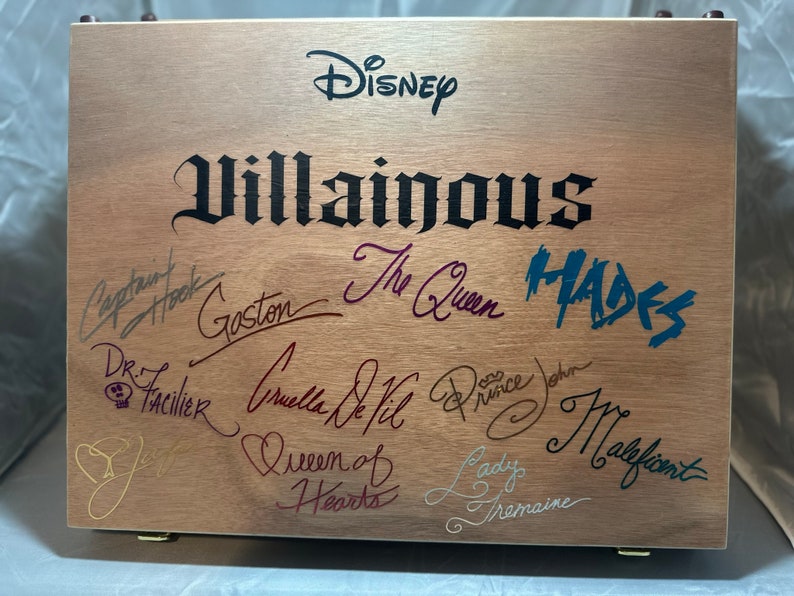 Disney
Villainous
Captain Hook
Gaston
The Queen
HADES
DR. FACILIER
Cruella De Vil
Prince John
Maleficent
Queen of
Hearts
Lady
Tremaine